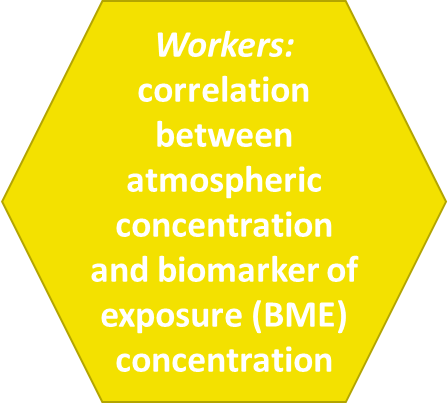 Workers:
correlation
between
atmospheric
concentration
and biomarker of
exposure (BME)
concentration